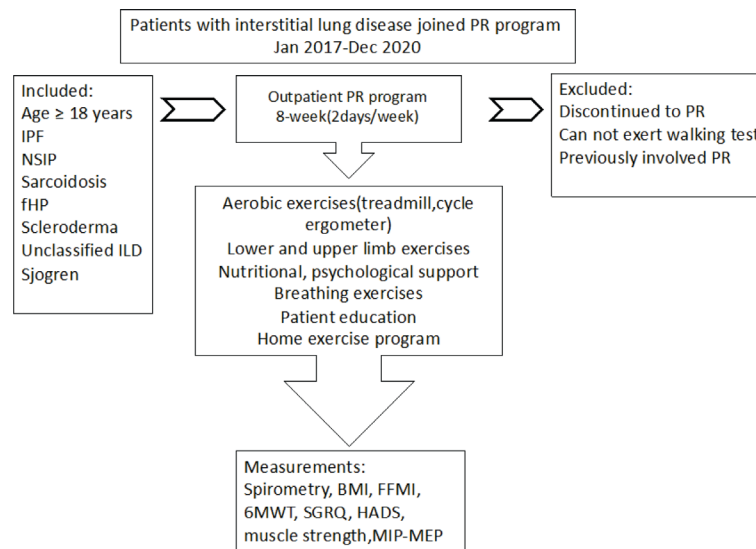 Patients with interstitial lung disease joined PR program
Jan 2017-Dec 2020
Included:
Age ≥ 18 years
IPF
NSIP
Sarcoidosis
fHP
Scleroderma
Unclassified ILD
Sjogren
Outpatient PR program
8-week(2days/week)
Excluded:
Discontinued to PR
Can not exert walking test
Previously involved PR
Aerobic exercises(treadmill,cycle
ergometer)
Lower and upper limb exercises
Nutritional, psychological support
Breathing exercises
Patient education
Home exercise program
Measurements:
Spirometry, BMI, FFMI,
6MWT, SGRQ, HADS,
muscle strength,MIP-MEP